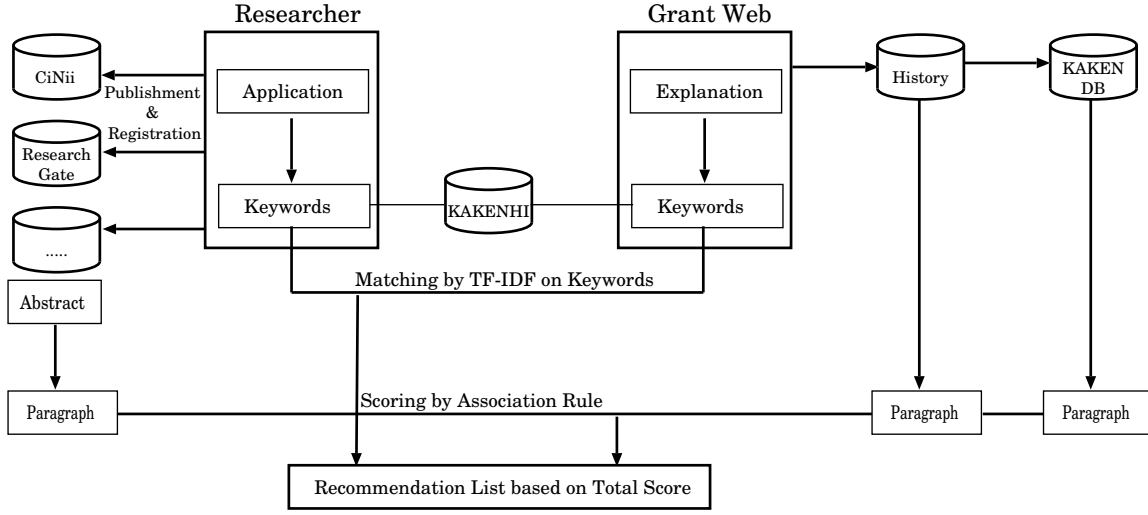 Researcher
Grant Web
CiNii
Publishment
&
Registration
Research
Gate
.....
Abstract
Paragraph
Application
Keywords
KAKENHI
Explanation
Keywords
History
KAKEN
DB
Matching by TF-IDF on Keywords
Scoring by Association Rule
Paragraph
Paragraph
Recommendation List based on Total Score